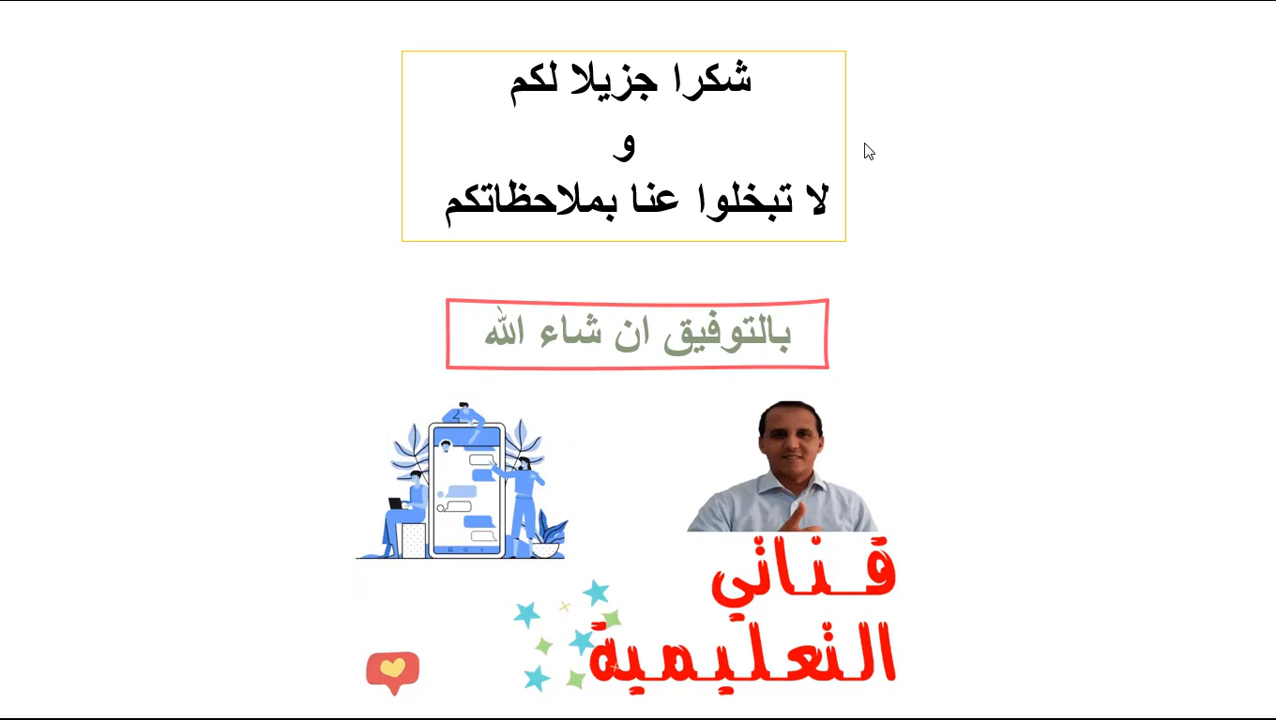 شكرا جزيلا لكم
و
لا تبخلوا عنا بملاحظاتكم
بالتوفيق ان شاء الله
قناتي
التعليمية